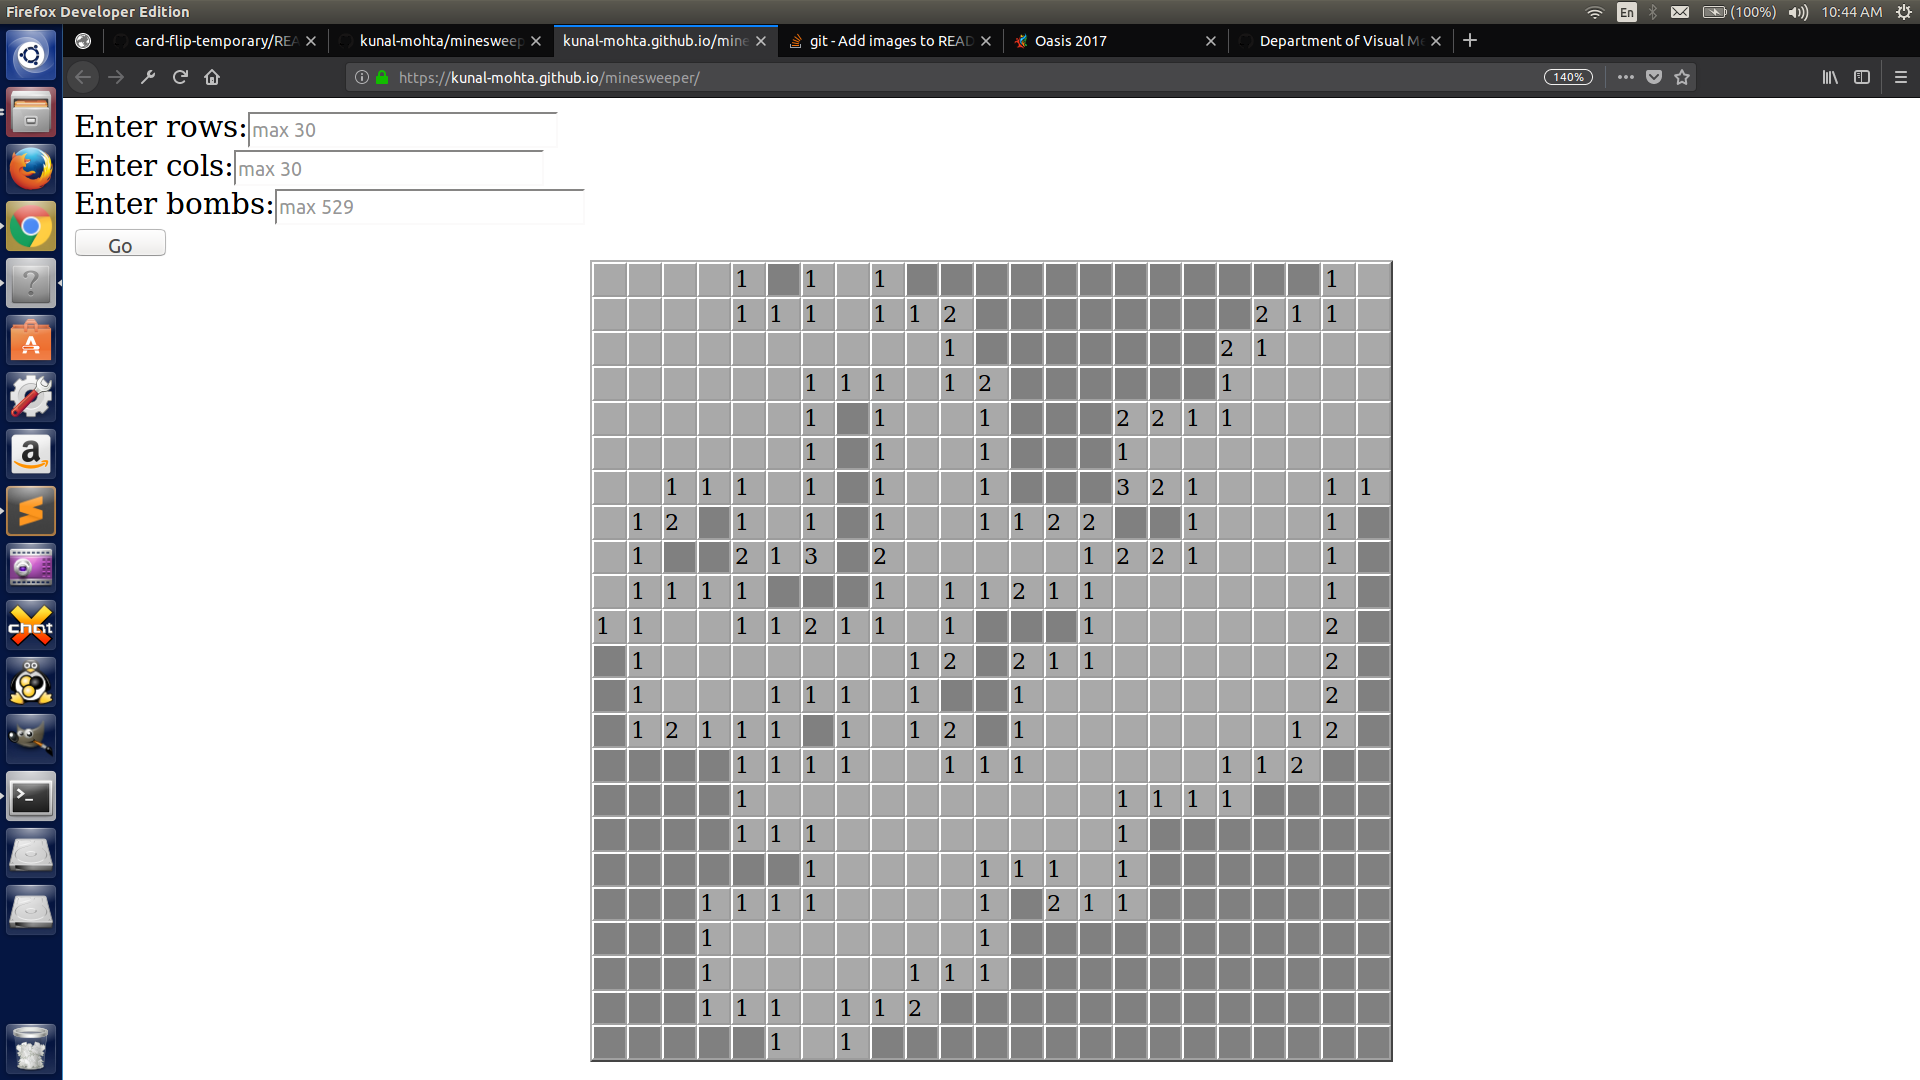 Firefox Developer Edition
En
(100%)
10:44 AM
card-flip-temporary/REA
kunal-mohta/minesweep
kunal-mohta.github.io/mine
git - Add images to READ
Oasis 2017
Department of Visual Me
https://kunal-mohta.github.io/minesweeper/
140%
Enter rows: max 30
Enter cols: max 30
Enter bombs: max 529
Go
1 1 1 1
1 1 1 1 1 2 2 1 1
1 2 1
1 1 1 1 2 1
1 1 1 2 2 1 1
1 1 1 1
1 1 1 1 1 1 3 2 1 1 1
1 2 1 1 1 1 1 2 2 1 1
1 2 1 3 2 1 2 2 1 1
1 1 1 1 1 1 1 2 1 1 1
1 1 1 1 2 1 1 1 1 2
1 1 2 2 1 1 2
1 1 1 1 1 1 2
1 2 1 1 1 1 1 2 1 1 2
1 1 1 1 1 1 1 1 1 2
1 1 1 1 1
1 1 1 1
1 1 1 1 1
1 1 1 1 1 2 1 1
1 1
1 1 1 1
1 1 1 1 1 2
1 1
chat